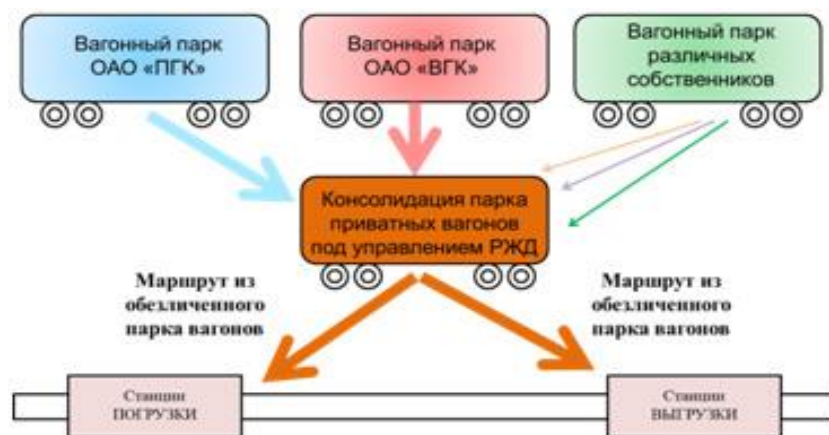 Вагонный парк
ОАО «ПГК»
Вагонный парк
ОАО «ВГК»
Вагонный парк
различных
собственников
Консолидация парка
приватных вагонов
под управлением РЖД
Маршрут из
обезличенного
парка вагонов
Маршрут из
обезличенного
парка вагонов
Станции
ПОГРУЗКИ
Станции
ВЫГРУЗКИ